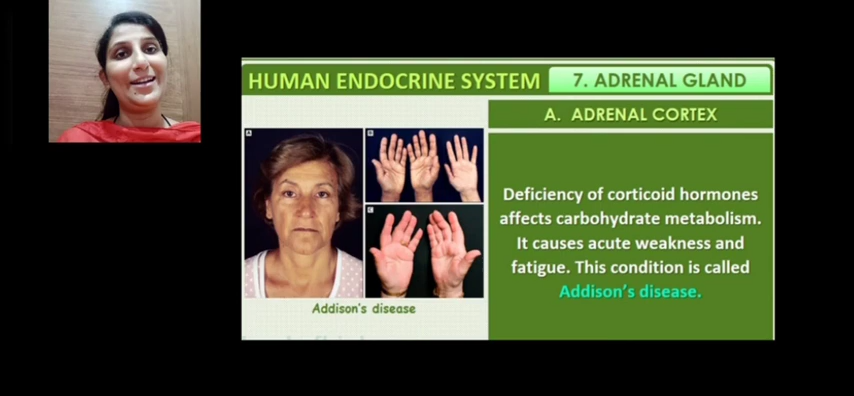 HUMAN ENDOCRINE SYSTEM
7. ADRENAL GLAND
A. ADRENAL CORTEX
A
B
C
Deficiency of corticoid hormones
affects carbohydrate metabolism.
It causes acute weakness and
fatigue. This condition is called
Addison's disease.
Addison's disease